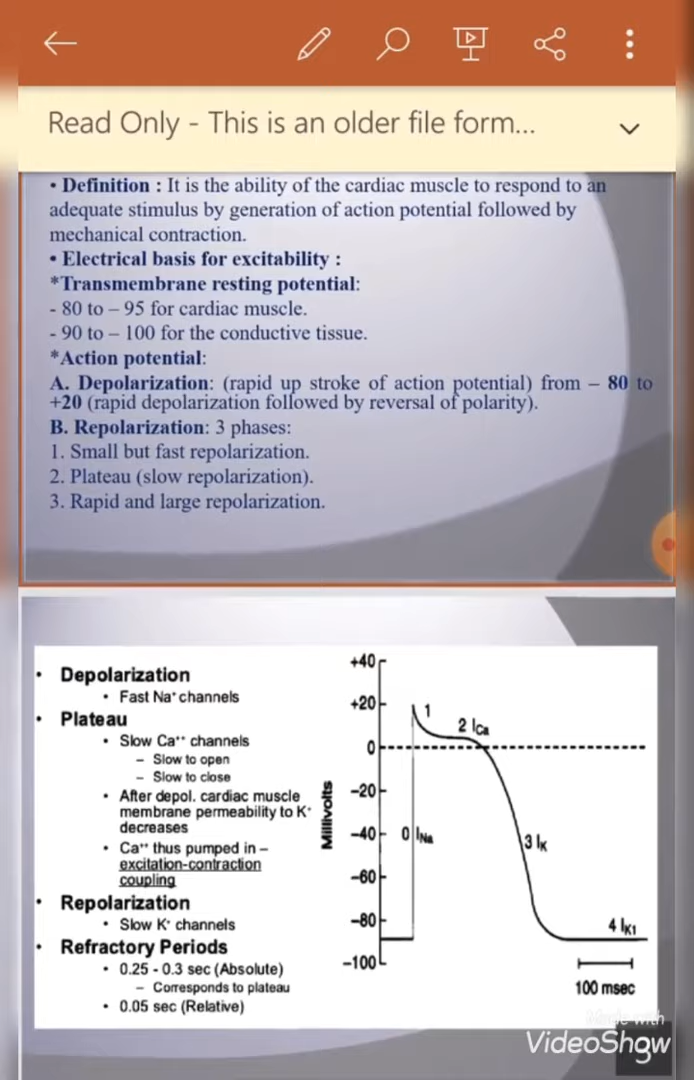 Read Only - This is an older file form...
• Definition : It is the ability of the cardiac muscle to respond to an
adequate stimulus by generation of action potential followed by
mechanical contraction.
• Electrical basis for excitability :
*Transmembrane resting potential:
- 80 to – 95 for cardiac muscle.
- 90 to – 100 for the conductive tissue.
*Action potential:
A. Depolarization: (rapid up stroke of action potential) from – 80 to
+20 (rapid depolarization followed by reversal of polarity).
B. Repolarization: 3 phases:
1. Small but fast repolarization.
2. Plateau (slow repolarization).
3. Rapid and large repolarization.
• Depolarization
• Fast Na⁺ channels
• Plateau
• Slow Ca⁺⁺ channels
– Slow to open
– Slow to close
• After depol. cardiac muscle
membrane permeability to K⁺
decreases
• Ca⁺⁺ thus pumped in –
excitation-contraction
coupling
• Repolarization
• Slow K⁺ channels
• Refractory Periods
• 0.25 - 0.3 sec (Absolute)
– Corresponds to plateau
• 0.05 sec (Relative)
Millivolts
+40
+20
0
–20
–40
–60
–80
–100
1
2 ICa
0 INa
3 IK
4 IK1
100 msec
Made with
VideoShow
3